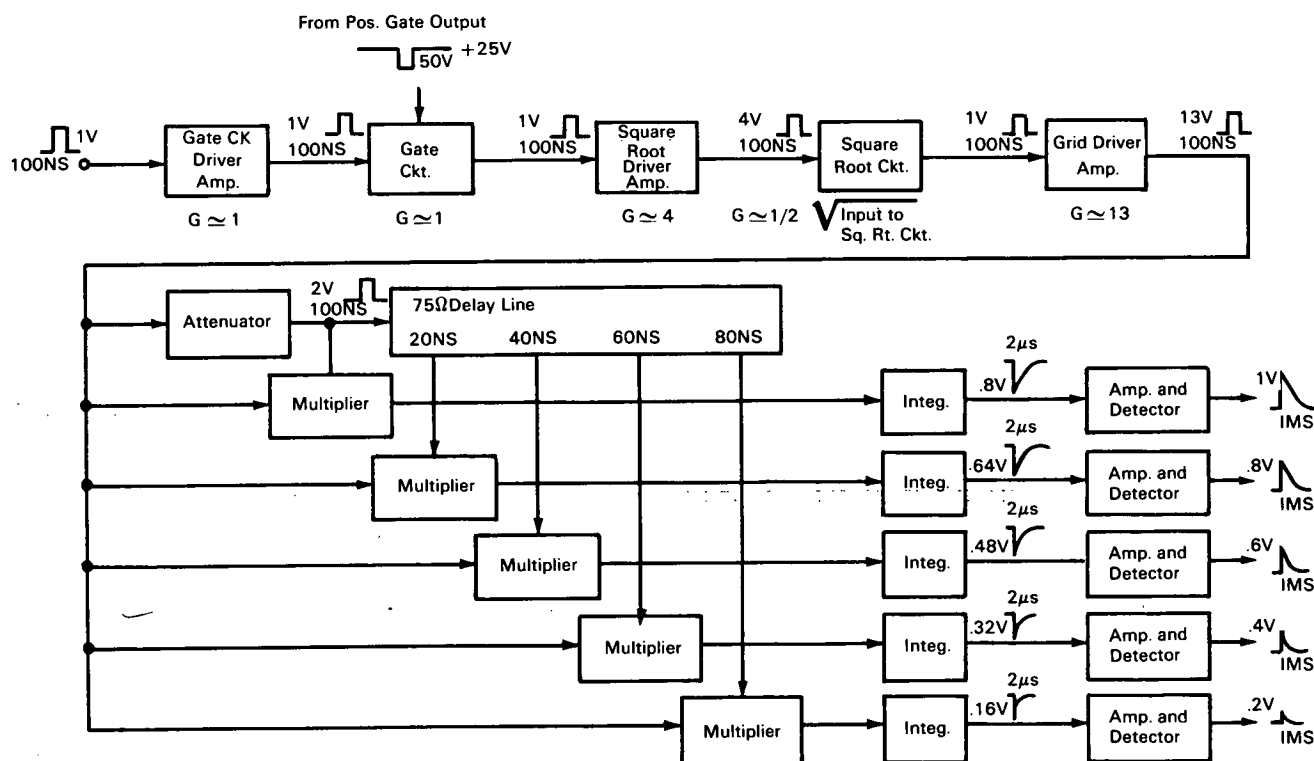 From Pos. Gate Output
50V +25V
1V
100NS
Gate CK
Driver
Amp.
G≃1
1V
100NS
Gate
Ckt.
G≃1
1V
100NS
Square
Root
Driver
Amp.
G≃4
4V
100NS
G≃1/2
Square
Root Ckt.
√Input to
Sq. Rt. Ckt.
1V
100NS
Grid Driver
Amp.
G≃13
13V
100NS
Attenuator
2V
100NS
75ΩDelay Line
20NS 40NS 60NS 80NS
Multiplier
Integ.
2μs
.8V
Amp. and
Detector
1V
IMS
Multiplier
Integ.
2μs
.64V
Amp. and
Detector
.8V
IMS
Multiplier
Integ.
2μs
.48V
Amp. and
Detector
.6V
IMS
Multiplier
Integ.
2μs
.32V
Amp. and
Detector
.4V
IMS
Multiplier
Integ.
2μs
.16V
Amp. and
Detector
.2V
IMS